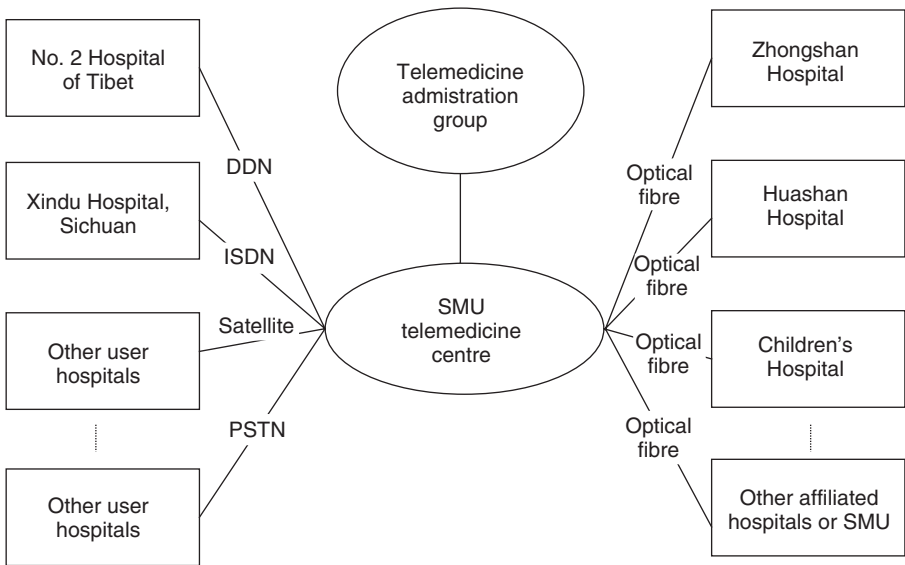 No. 2 Hospital
of Tibet
DDN
Xindu Hospital,
Sichuan
ISDN
Satellite
Other user
hospitals
PSTN
Other user
hospitals
Telemedicine
admistration
group
SMU
telemedicine
centre
Zhongshan
Hospital
Optical
fibre
Huashan
Hospital
Optical
fibre
Children's
Hospital
Optical
fibre
Optical
fibre
Other affiliated
hospitals or SMU